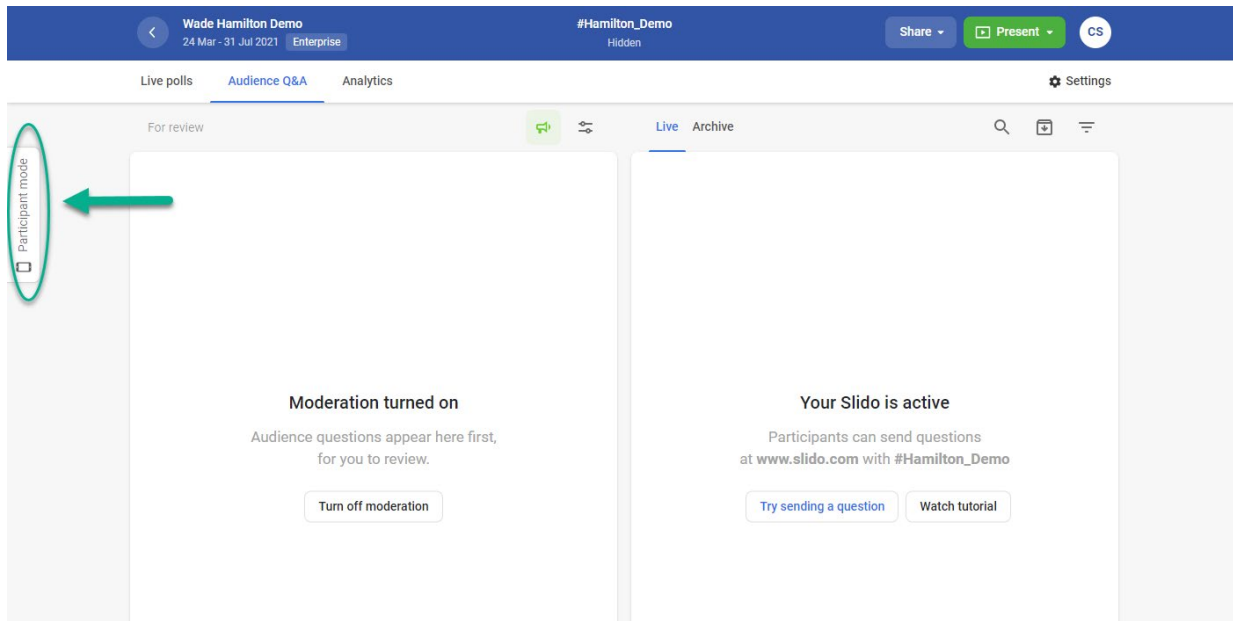 Wade Hamilton Demo
24 Mar - 31 Jul 2021 Enterprise
#Hamilton_Demo
Hidden
Share
Present
CS
Live polls
Audience Q&A
Analytics
Settings
Participant mode
For review
Live
Archive
Moderation turned on
Audience questions appear here first,
for you to review.
Turn off moderation
Your Slido is active
Participants can send questions
at www.slido.com with #Hamilton_Demo
Try sending a question
Watch tutorial